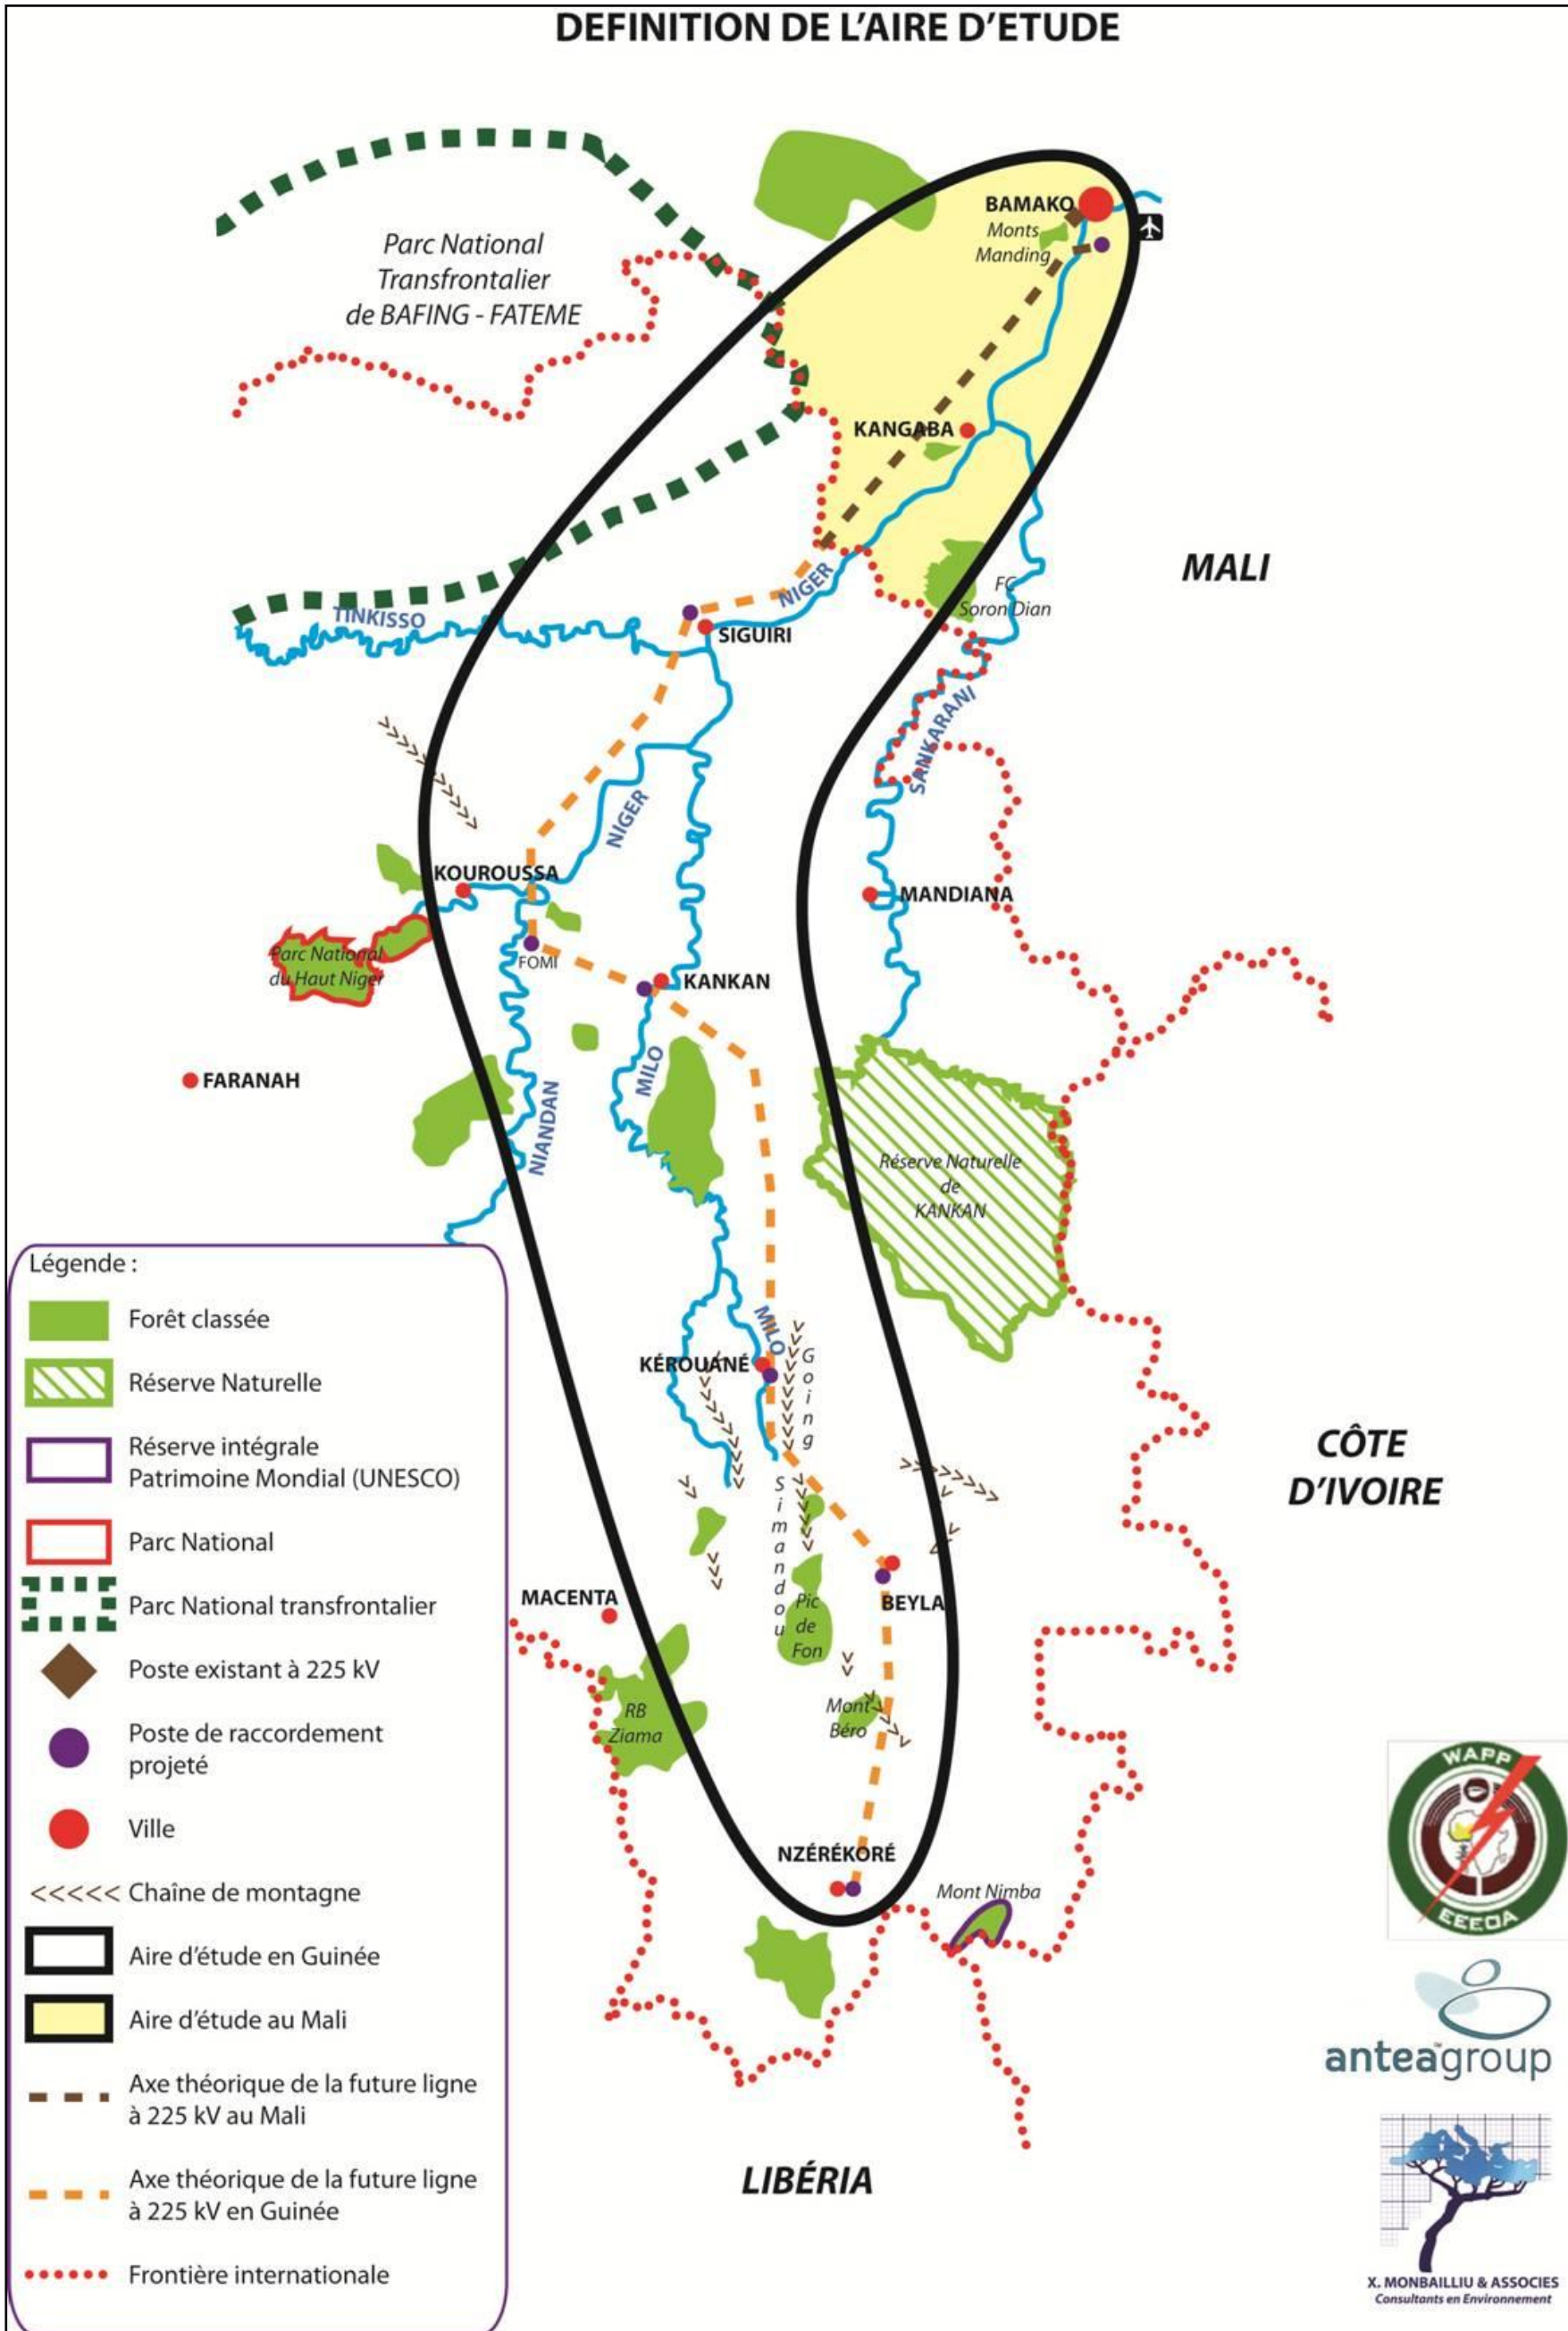 DEFINITION DE L'AIRE D'ETUDE
Parc National
Transfrontalier
de BAFING - FATEME
BAMAKO
Monts
Manding
KANGABA
MALI
FC
Soron Dian
NIGER
TINKISSO
SIGUIRI
SANKARANI
NIGER
KOUROUSSA
MANDIANA
Parc National
du Haut Niger
FOMI
KANKAN
FARANAH
MILO
NIANDAN
Réserve Naturelle
de
KANKAN
MILO
KÉROUANÉ
Going
CÔTE
D'IVOIRE
Simandou
MACENTA
BEYLA
Pic
de
Fon
RB
Ziama
Mont
Béro
NZÉRÉKORÉ
Mont Nimba
LIBÉRIA
Légende :
Forêt classée
Réserve Naturelle
Réserve intégrale
Patrimoine Mondial (UNESCO)
Parc National
Parc National transfrontalier
Poste existant à 225 kV
Poste de raccordement
projeté
Ville
Chaîne de montagne
Aire d'étude en Guinée
Aire d'étude au Mali
Axe théorique de la future ligne
à 225 kV au Mali
Axe théorique de la future ligne
à 225 kV en Guinée
Frontière internationale
WAPP
EEEOA
anteagroup
X. MONBAILLIU & ASSOCIES
Consultants en Environnement